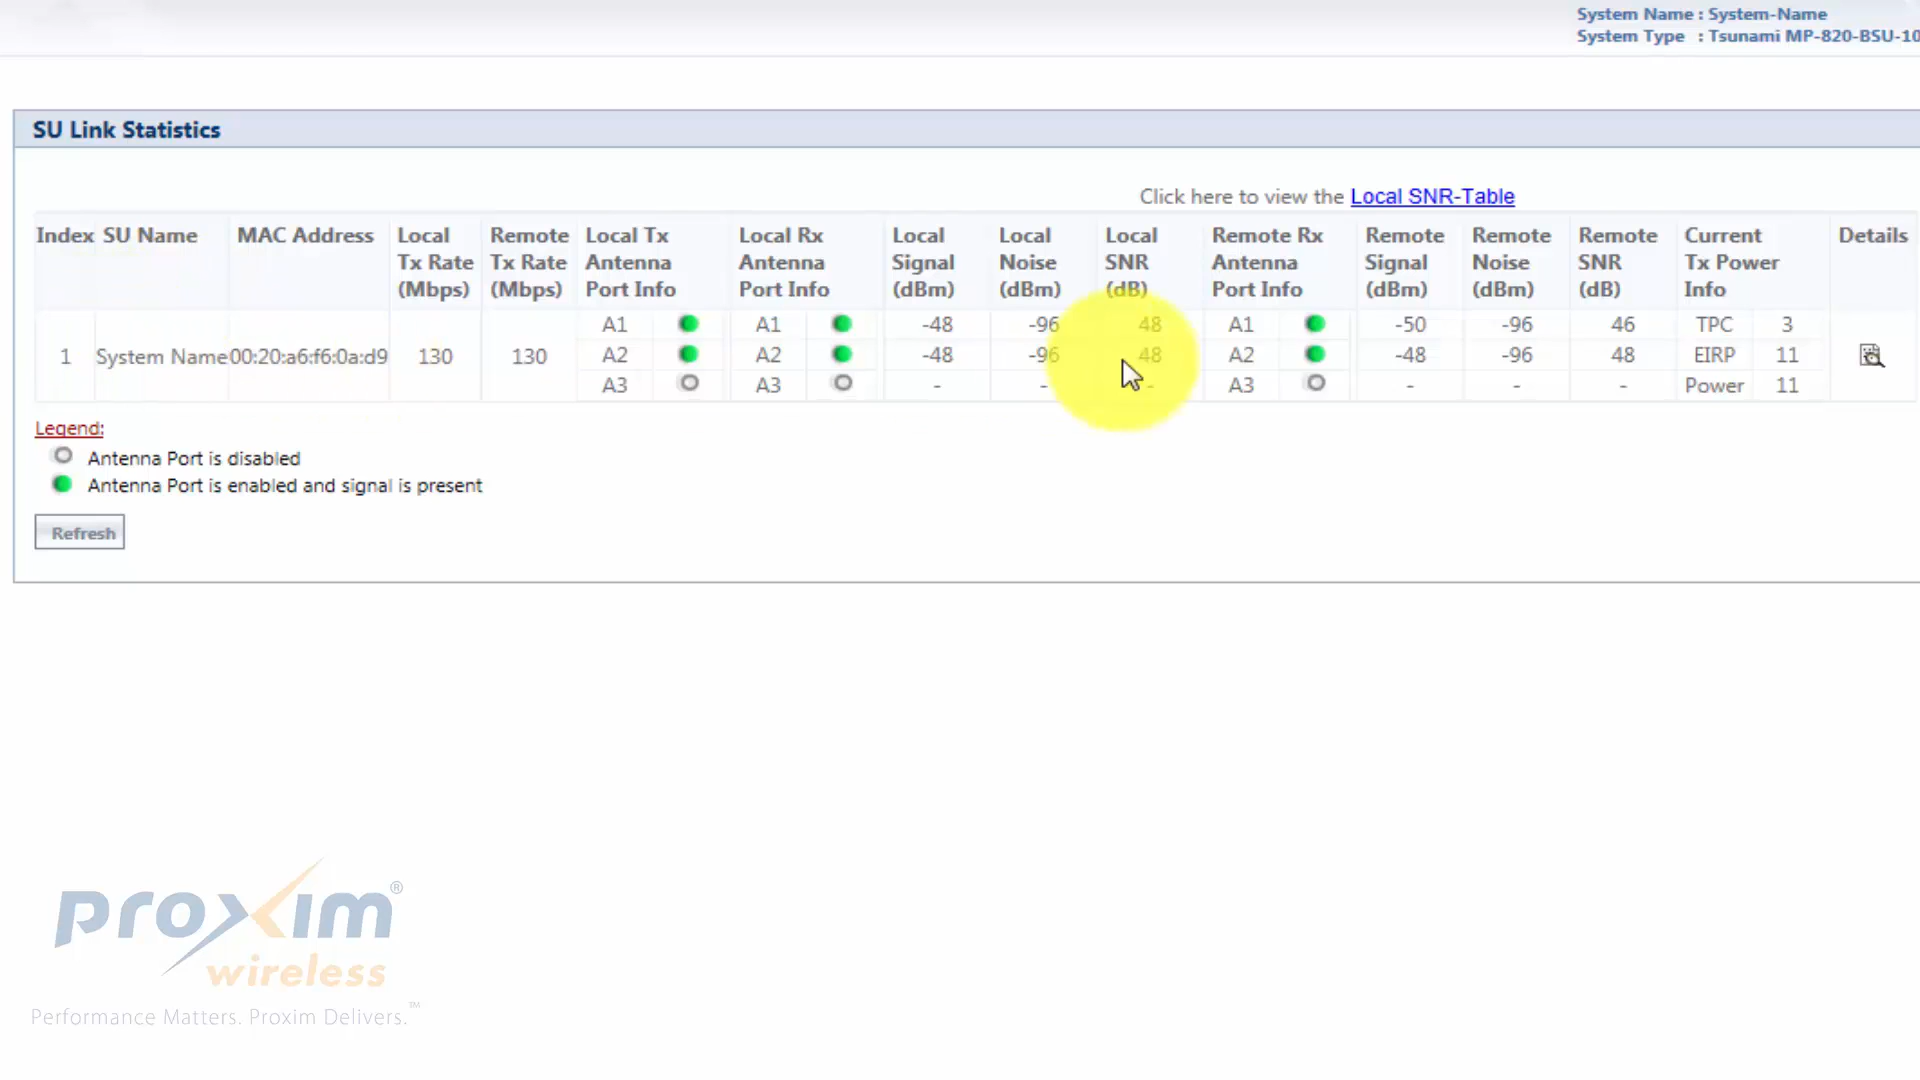 System Name : System-Name
System Type : Tsunami MP-820-BSU-10
SU Link Statistics
Click here to view the Local SNR-Table
Index SU Name MAC Address Local Tx Rate (Mbps) Remote Tx Rate (Mbps) Local Tx Antenna Port Info Local Rx Antenna Port Info Local Signal (dBm) Local Noise (dBm) Local SNR (dB) Remote Rx Antenna Port Info Remote Signal (dBm) Remote Noise (dBm) Remote SNR (dB) Current Tx Power Info Details
A1 A1 -48 -96 48 A1 -50 -96 46 TPC 3
1 System Name 00:20:a6:f6:0a:d9 130 130 A2 A2 -48 -96 48 A2 -48 -96 48 EIRP 11
A3 A3 - - - A3 - - - Power 11
Legend:
Antenna Port is disabled
Antenna Port is enabled and signal is present
Refresh
proxim®
wireless
Performance Matters. Proxim Delivers.™